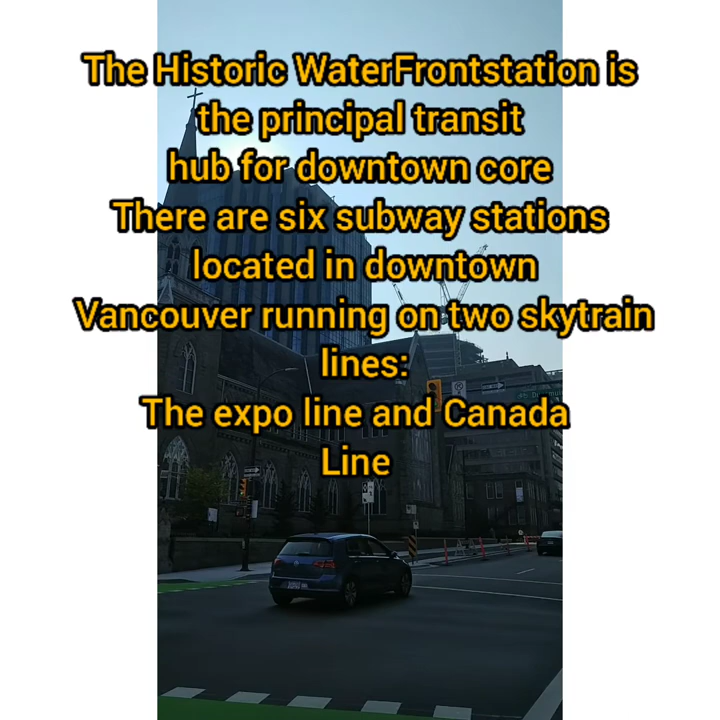 The Historic WaterFrontstation is
the principal transit
hub for downtown core
There are six subway stations
located in downtown
Vancouver running on two skytrain
lines:
The expo line and Canada
Line